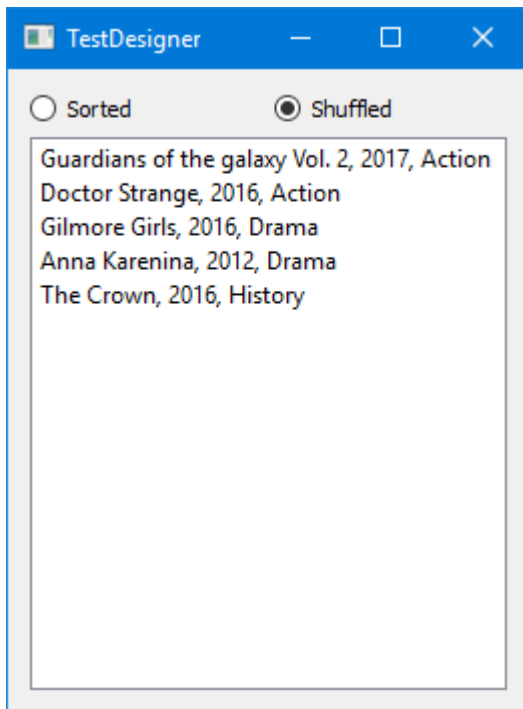 TestDesigner
Sorted
Shuffled
Guardians of the galaxy Vol. 2, 2017, Action
Doctor Strange, 2016, Action
Gilmore Girls, 2016, Drama
Anna Karenina, 2012, Drama
The Crown, 2016, History